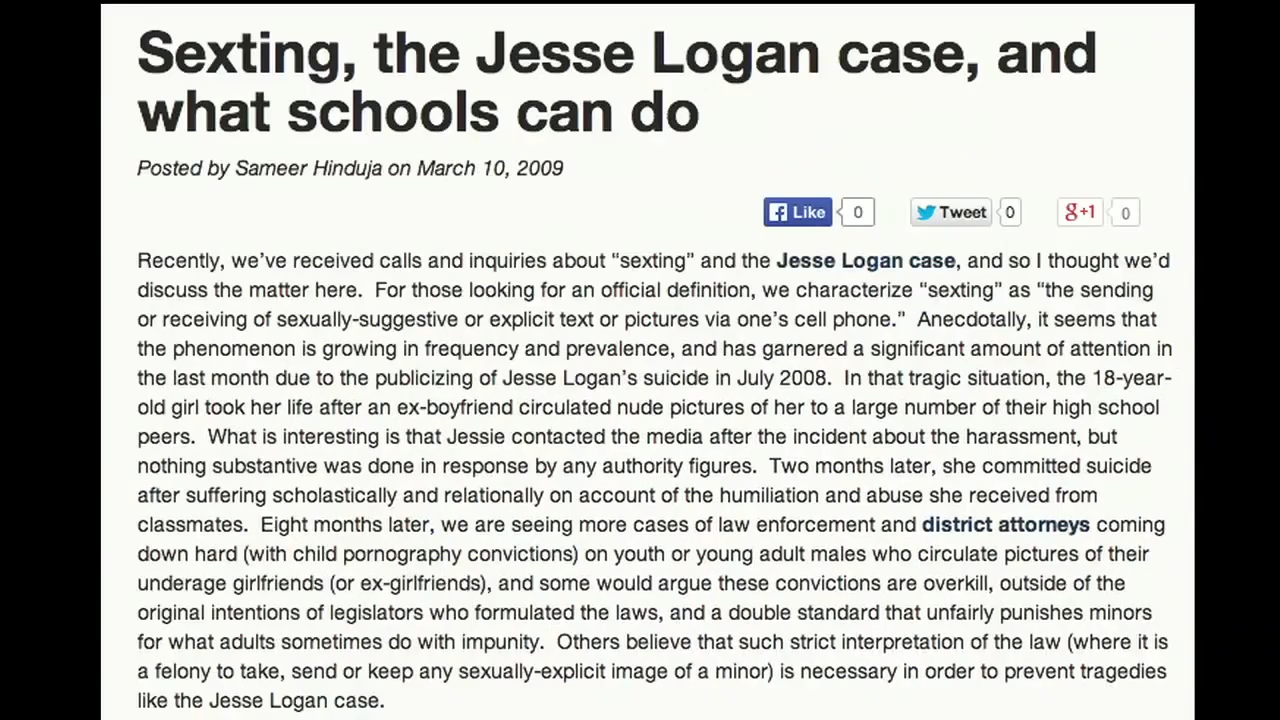 Sexting, the Jesse Logan case, and
what schools can do
Posted by Sameer Hinduja on March 10, 2009
Like 0 Tweet 0 g+1 0
Recently, we've received calls and inquiries about "sexting" and the Jesse Logan case, and so I thought we'd
discuss the matter here.  For those looking for an official definition, we characterize "sexting" as "the sending
or receiving of sexually-suggestive or explicit text or pictures via one's cell phone."  Anecdotally, it seems that
the phenomenon is growing in frequency and prevalence, and has garnered a significant amount of attention in
the last month due to the publicizing of Jesse Logan's suicide in July 2008.  In that tragic situation, the 18-year-
old girl took her life after an ex-boyfriend circulated nude pictures of her to a large number of their high school
peers.  What is interesting is that Jessie contacted the media after the incident about the harassment, but
nothing substantive was done in response by any authority figures.  Two months later, she committed suicide
after suffering scholastically and relationally on account of the humiliation and abuse she received from
classmates.  Eight months later, we are seeing more cases of law enforcement and district attorneys coming
down hard (with child pornography convictions) on youth or young adult males who circulate pictures of their
underage girlfriends (or ex-girlfriends), and some would argue these convictions are overkill, outside of the
original intentions of legislators who formulated the laws, and a double standard that unfairly punishes minors
for what adults sometimes do with impunity.  Others believe that such strict interpretation of the law (where it is
a felony to take, send or keep any sexually-explicit image of a minor) is necessary in order to prevent tragedies
like the Jesse Logan case.